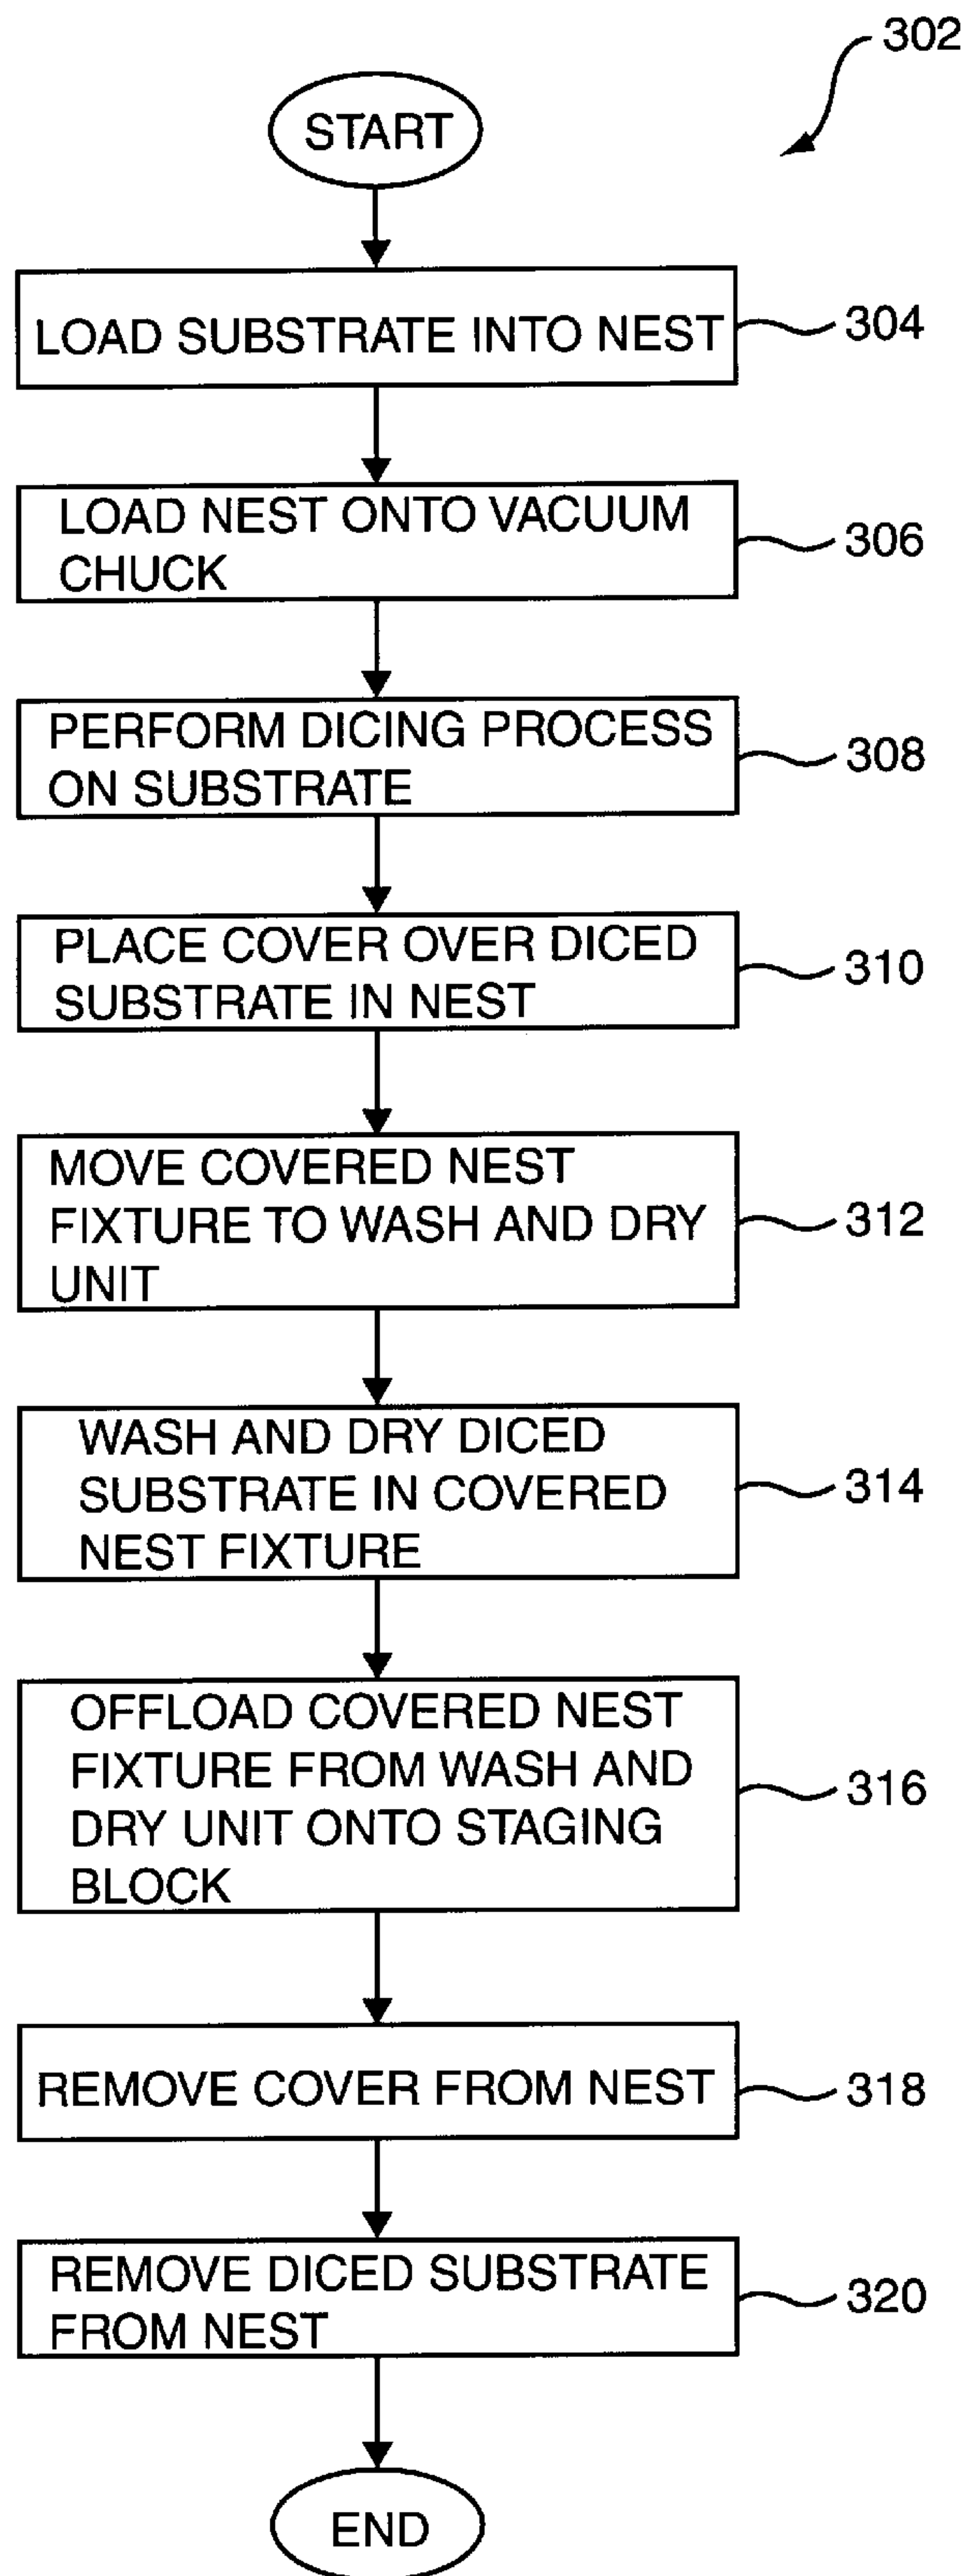 302
START
LOAD SUBSTRATE INTO NEST
304
LOAD NEST ONTO VACUUM
CHUCK
306
PERFORM DICING PROCESS
ON SUBSTRATE
308
PLACE COVER OVER DICED
SUBSTRATE IN NEST
310
MOVE COVERED NEST
FIXTURE TO WASH AND DRY
UNIT
312
WASH AND DRY DICED
SUBSTRATE IN COVERED
NEST FIXTURE
314
OFFLOAD COVERED NEST
FIXTURE FROM WASH AND
DRY UNIT ONTO STAGING
BLOCK
316
REMOVE COVER FROM NEST
318
REMOVE DICED SUBSTRATE
FROM NEST
320
END